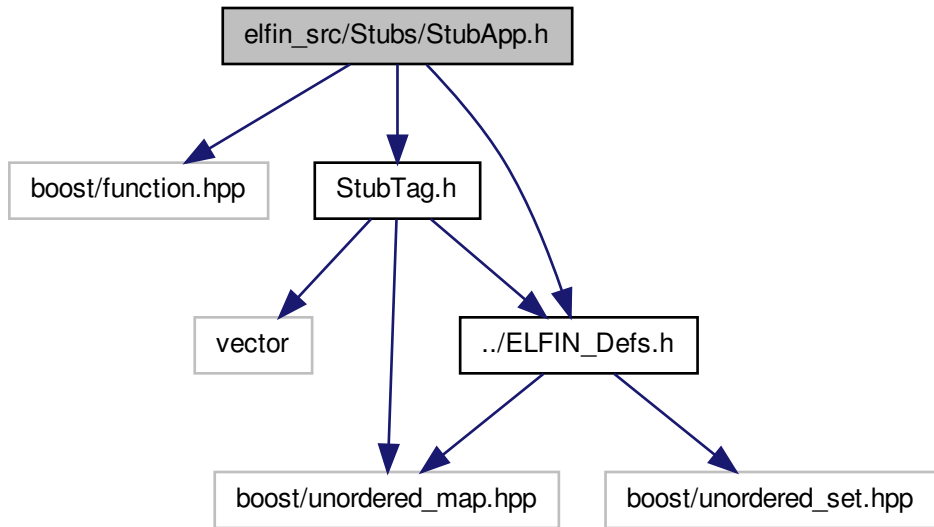 elfin_src/Stubs/StubApp.h
boost/function.hpp
StubTag.h
vector
../ELFIN_Defs.h
boost/unordered_map.hpp
boost/unordered_set.hpp